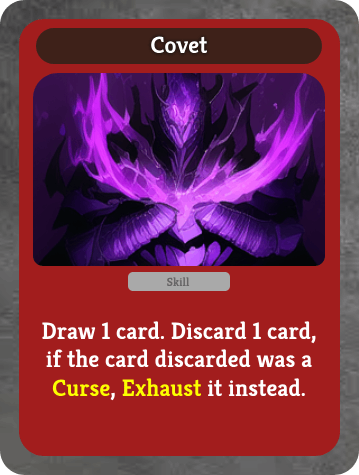 Covet
Skill
Draw 1 card. Discard 1 card,
if the card discarded was a
Curse, Exhaust it instead.